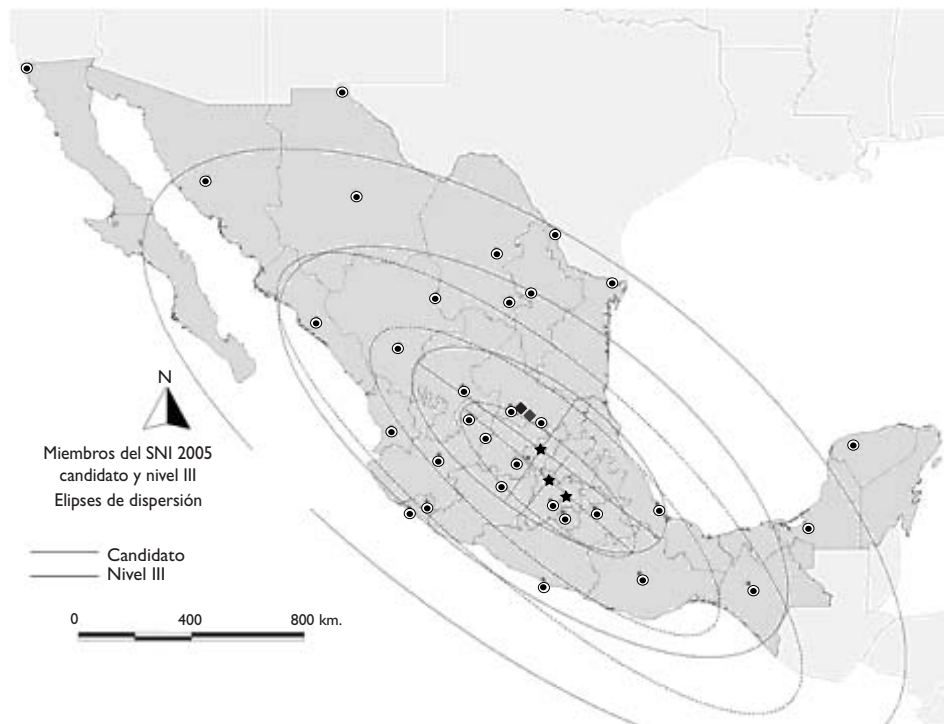 N
Miembros del SNI 2005
candidato y nivel III
Elipses de dispersión
Candidato
Nivel III
0 400 800 km.